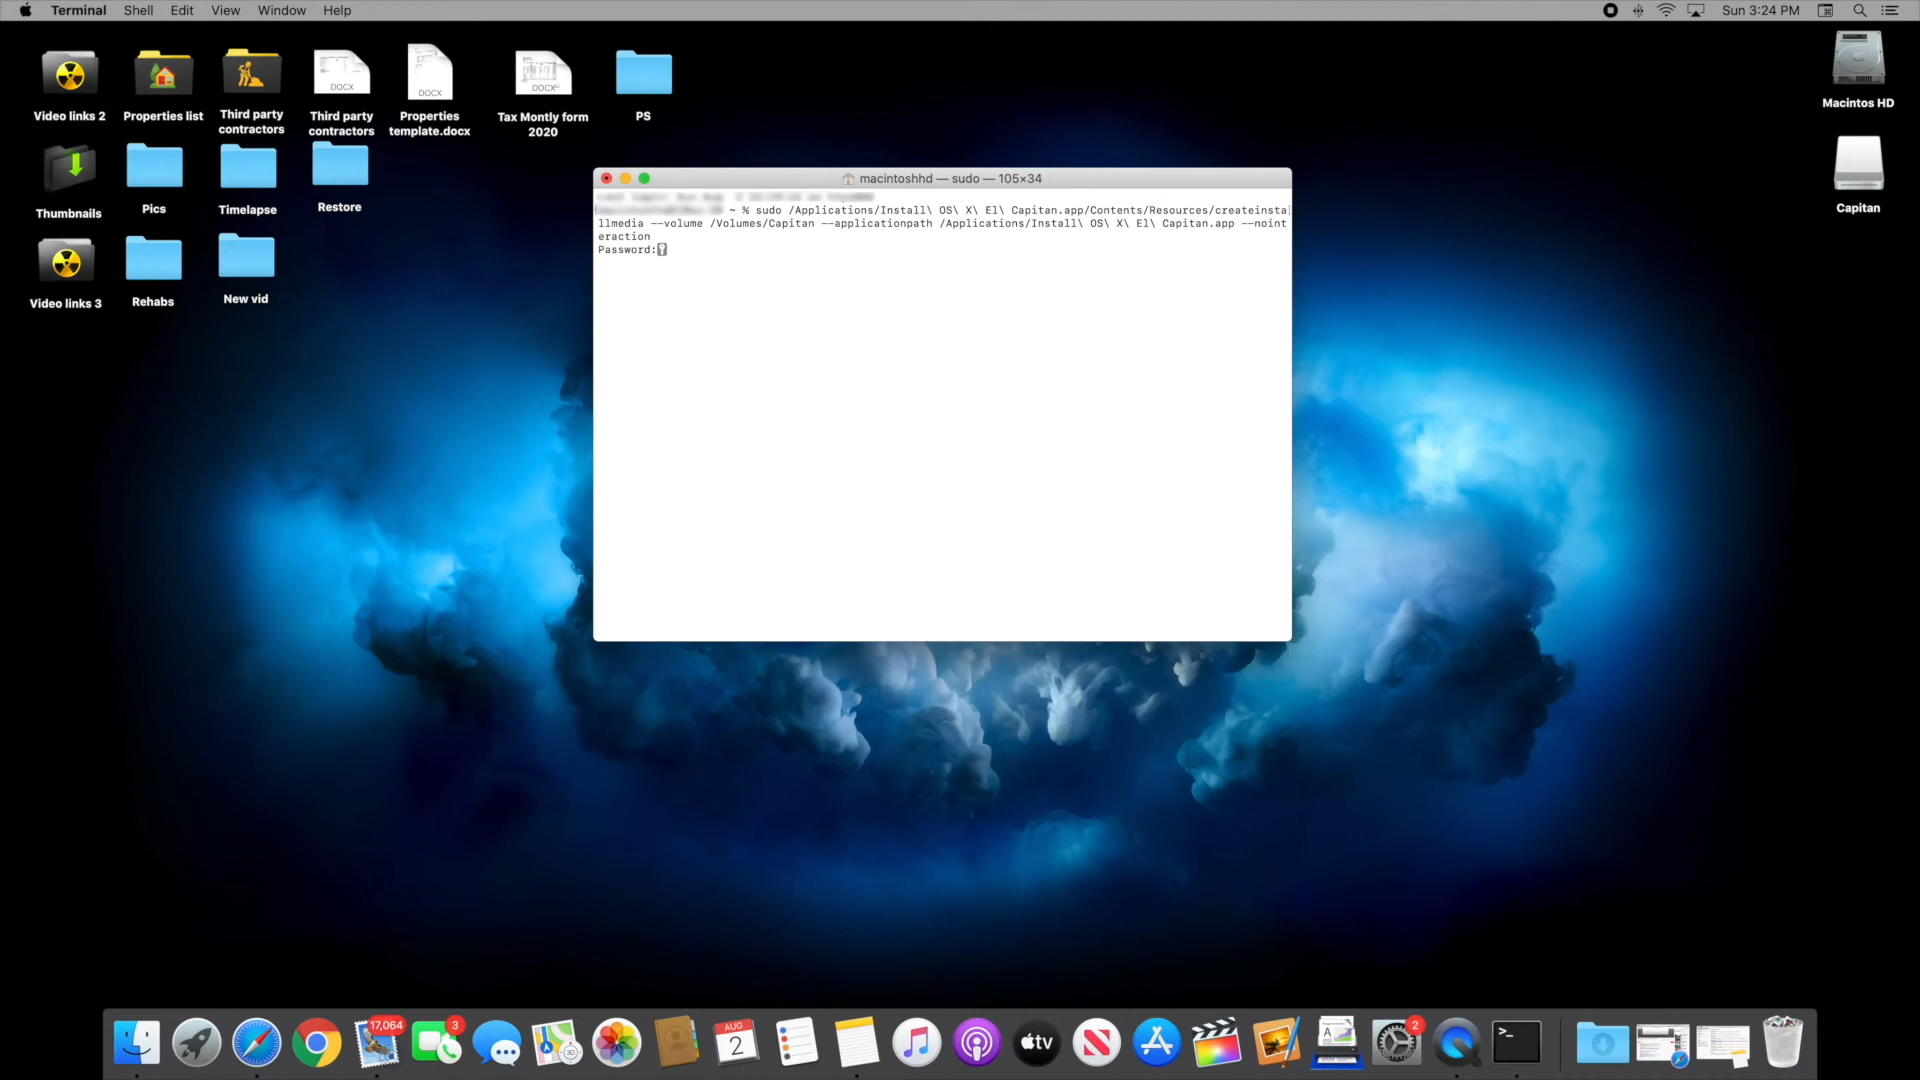 Terminal Shell Edit View Window Help
Sun 3:24 PM
Video links 2
Properties list
Third party
contractors
DOCX
Third party
contractors
DOCX
Properties
template.docx
DOCX
Tax Montly form
2020
PS
Macintos HD
Thumbnails
Pics
Timelapse
Restore
Capitan
Video links 3
Rehabs
New vid
macintoshhd — sudo — 105×34
~ % sudo /Applications/Install\ OS\ X\ El\ Capitan.app/Contents/Resources/createinsta
llmedia --volume /Volumes/Capitan --applicationpath /Applications/Install\ OS\ X\ El\ Capitan.app --noint
eraction
Password:
17,064
3
AUG
2
tv
2
>_